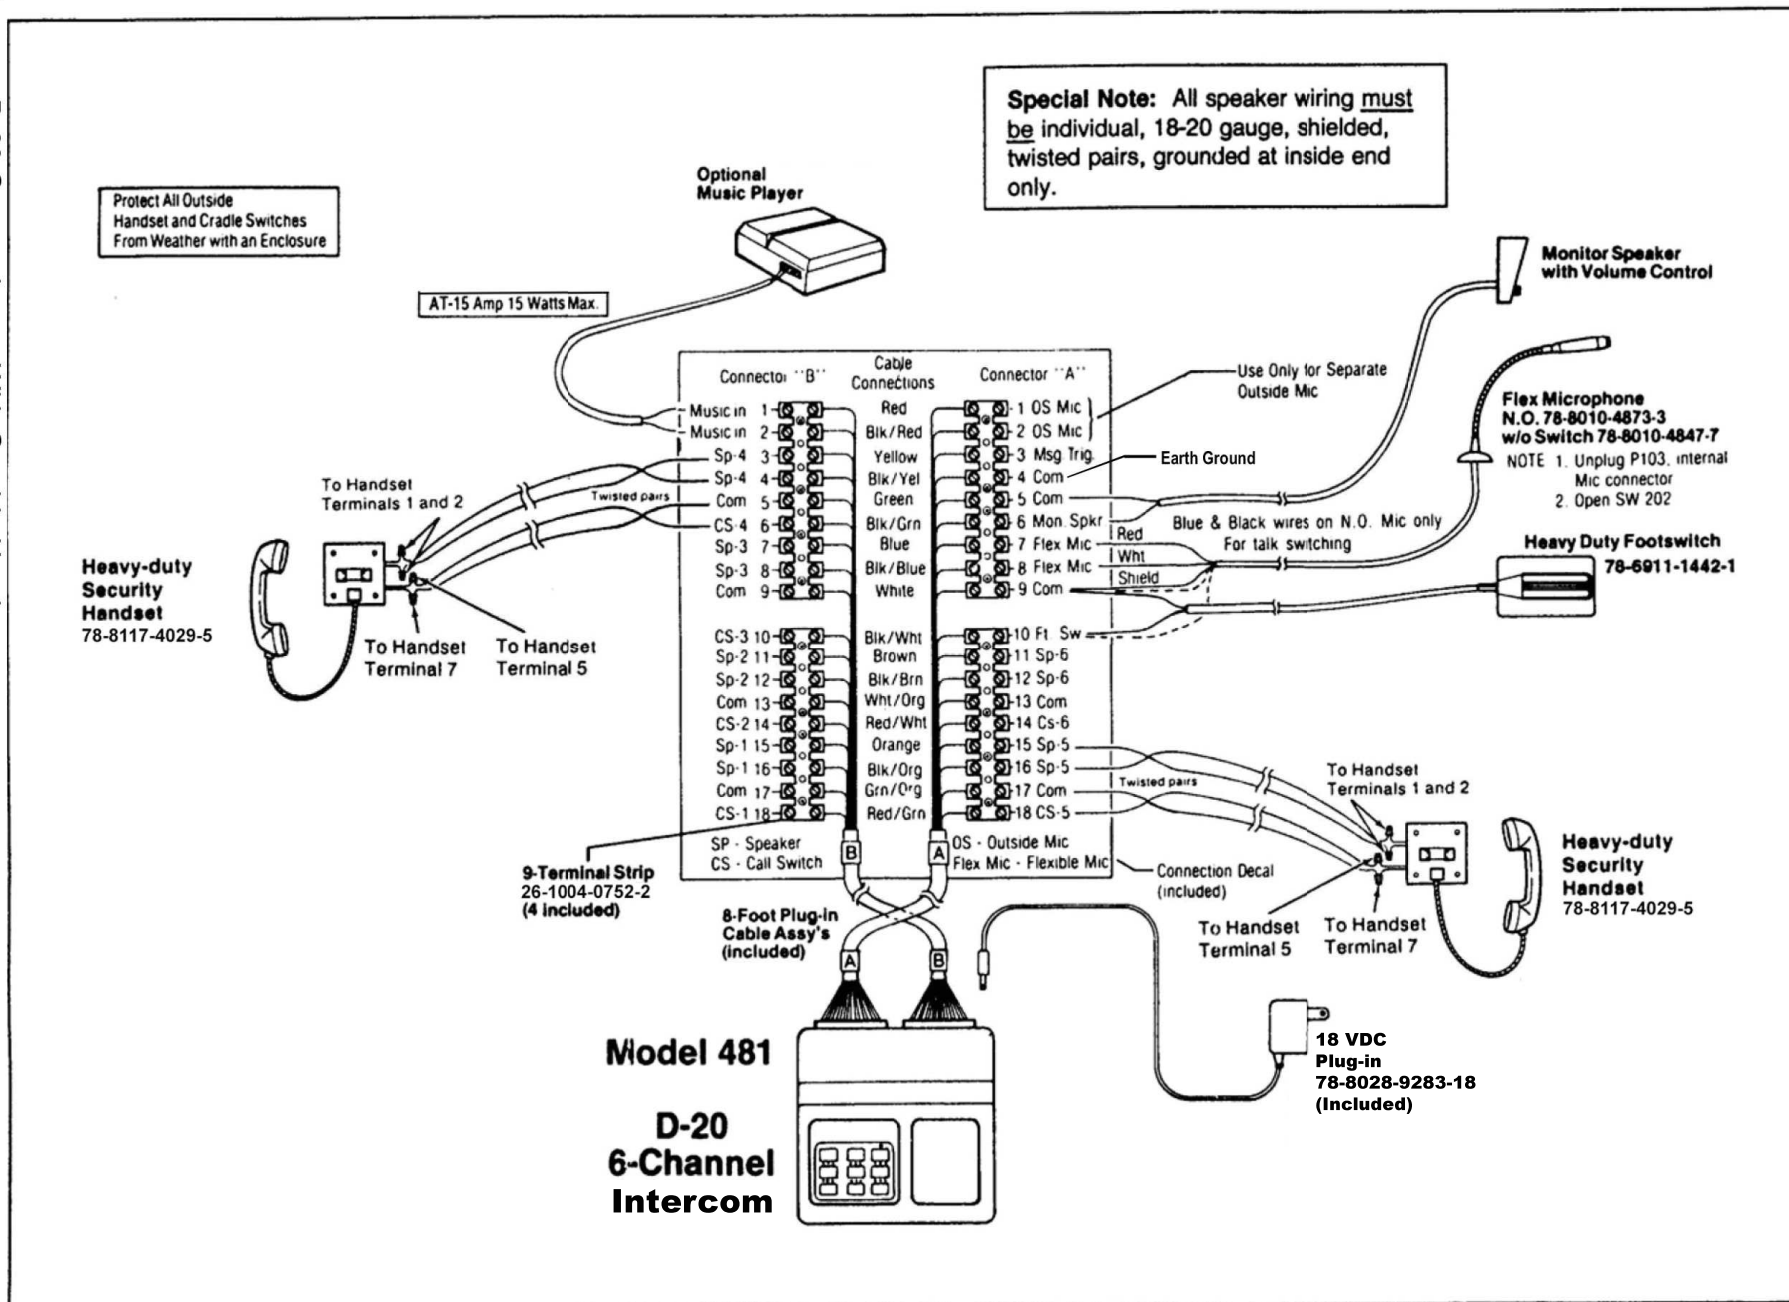 Special Note: All speaker wiring must
be individual, 18-20 gauge, shielded,
twisted pairs, grounded at inside end
only.
Protect All Outside
Handset and Cradle Switches
From Weather with an Enclosure
Optional
Music Player
AT-15 Amp 15 Watts Max.
Monitor Speaker
with Volume Control
Use Only for Separate
Outside Mic
Flex Microphone
N.O. 78-8010-4873-3
w/o Switch 78-8010-4847-7
NOTE 1. Unplug P103, internal
Mic connector
2. Open SW 202
Earth Ground
Blue & Black wires on N.O. Mic only
For talk switching
Red
Wht
Shield
Heavy Duty Footswitch
78-6911-1442-1
Connector "B"
Cable
Connections
Connector "A"
Music in 1 Red 1 OS Mic
Music in 2 Blk/Red 2 OS Mic
Sp-4 3 Yellow 3 Msg Trig.
Sp-4 4 Blk/Yel 4 Com
Com 5 Green 5 Com
CS-4 6 Blk/Grn 6 Mon. Spkr
Sp-3 7 Blue 7 Flex Mic
Sp-3 8 Blk/Blue 8 Flex Mic
Com 9 White 9 Com
CS-3 10 Blk/Wht 10 Ft. Sw
Sp-2 11 Brown 11 Sp-6
Sp-2 12 Blk/Brn 12 Sp-6
Com 13 Wht/Org 13 Com
CS-2 14 Red/Wht 14 Cs-6
Sp-1 15 Orange 15 Sp-5
Sp-1 16 Blk/Org 16 Sp-5
Com 17 Grn/Org 17 Com
CS-1 18 Red/Grn 18 CS-5
SP - Speaker
CS - Call Switch
OS - Outside Mic
Flex Mic - Flexible Mic
B
A
To Handset
Terminals 1 and 2
Twisted pairs
Heavy-duty
Security
Handset
78-8117-4029-5
To Handset
Terminal 7
To Handset
Terminal 5
Twisted pairs
To Handset
Terminals 1 and 2
Heavy-duty
Security
Handset
78-8117-4029-5
To Handset
Terminal 5
To Handset
Terminal 7
9-Terminal Strip
26-1004-0752-2
(4 included)
Connection Decal
(included)
8-Foot Plug-in
Cable Assy's
(included)
A
B
Model 481
D-20
6-Channel
Intercom
18 VDC
Plug-in
78-8028-9283-18
(Included)